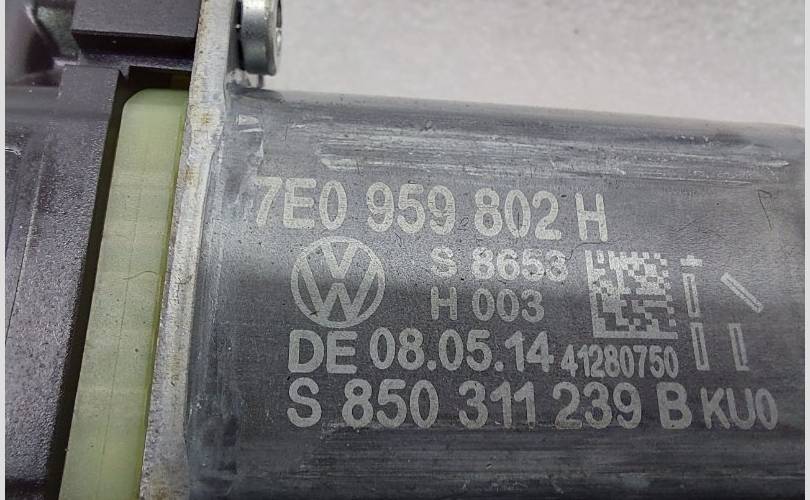 7E0 959 802 H
S 8653
H 003
DE 08.05.14 41280750
S 850 311 239 B KU0